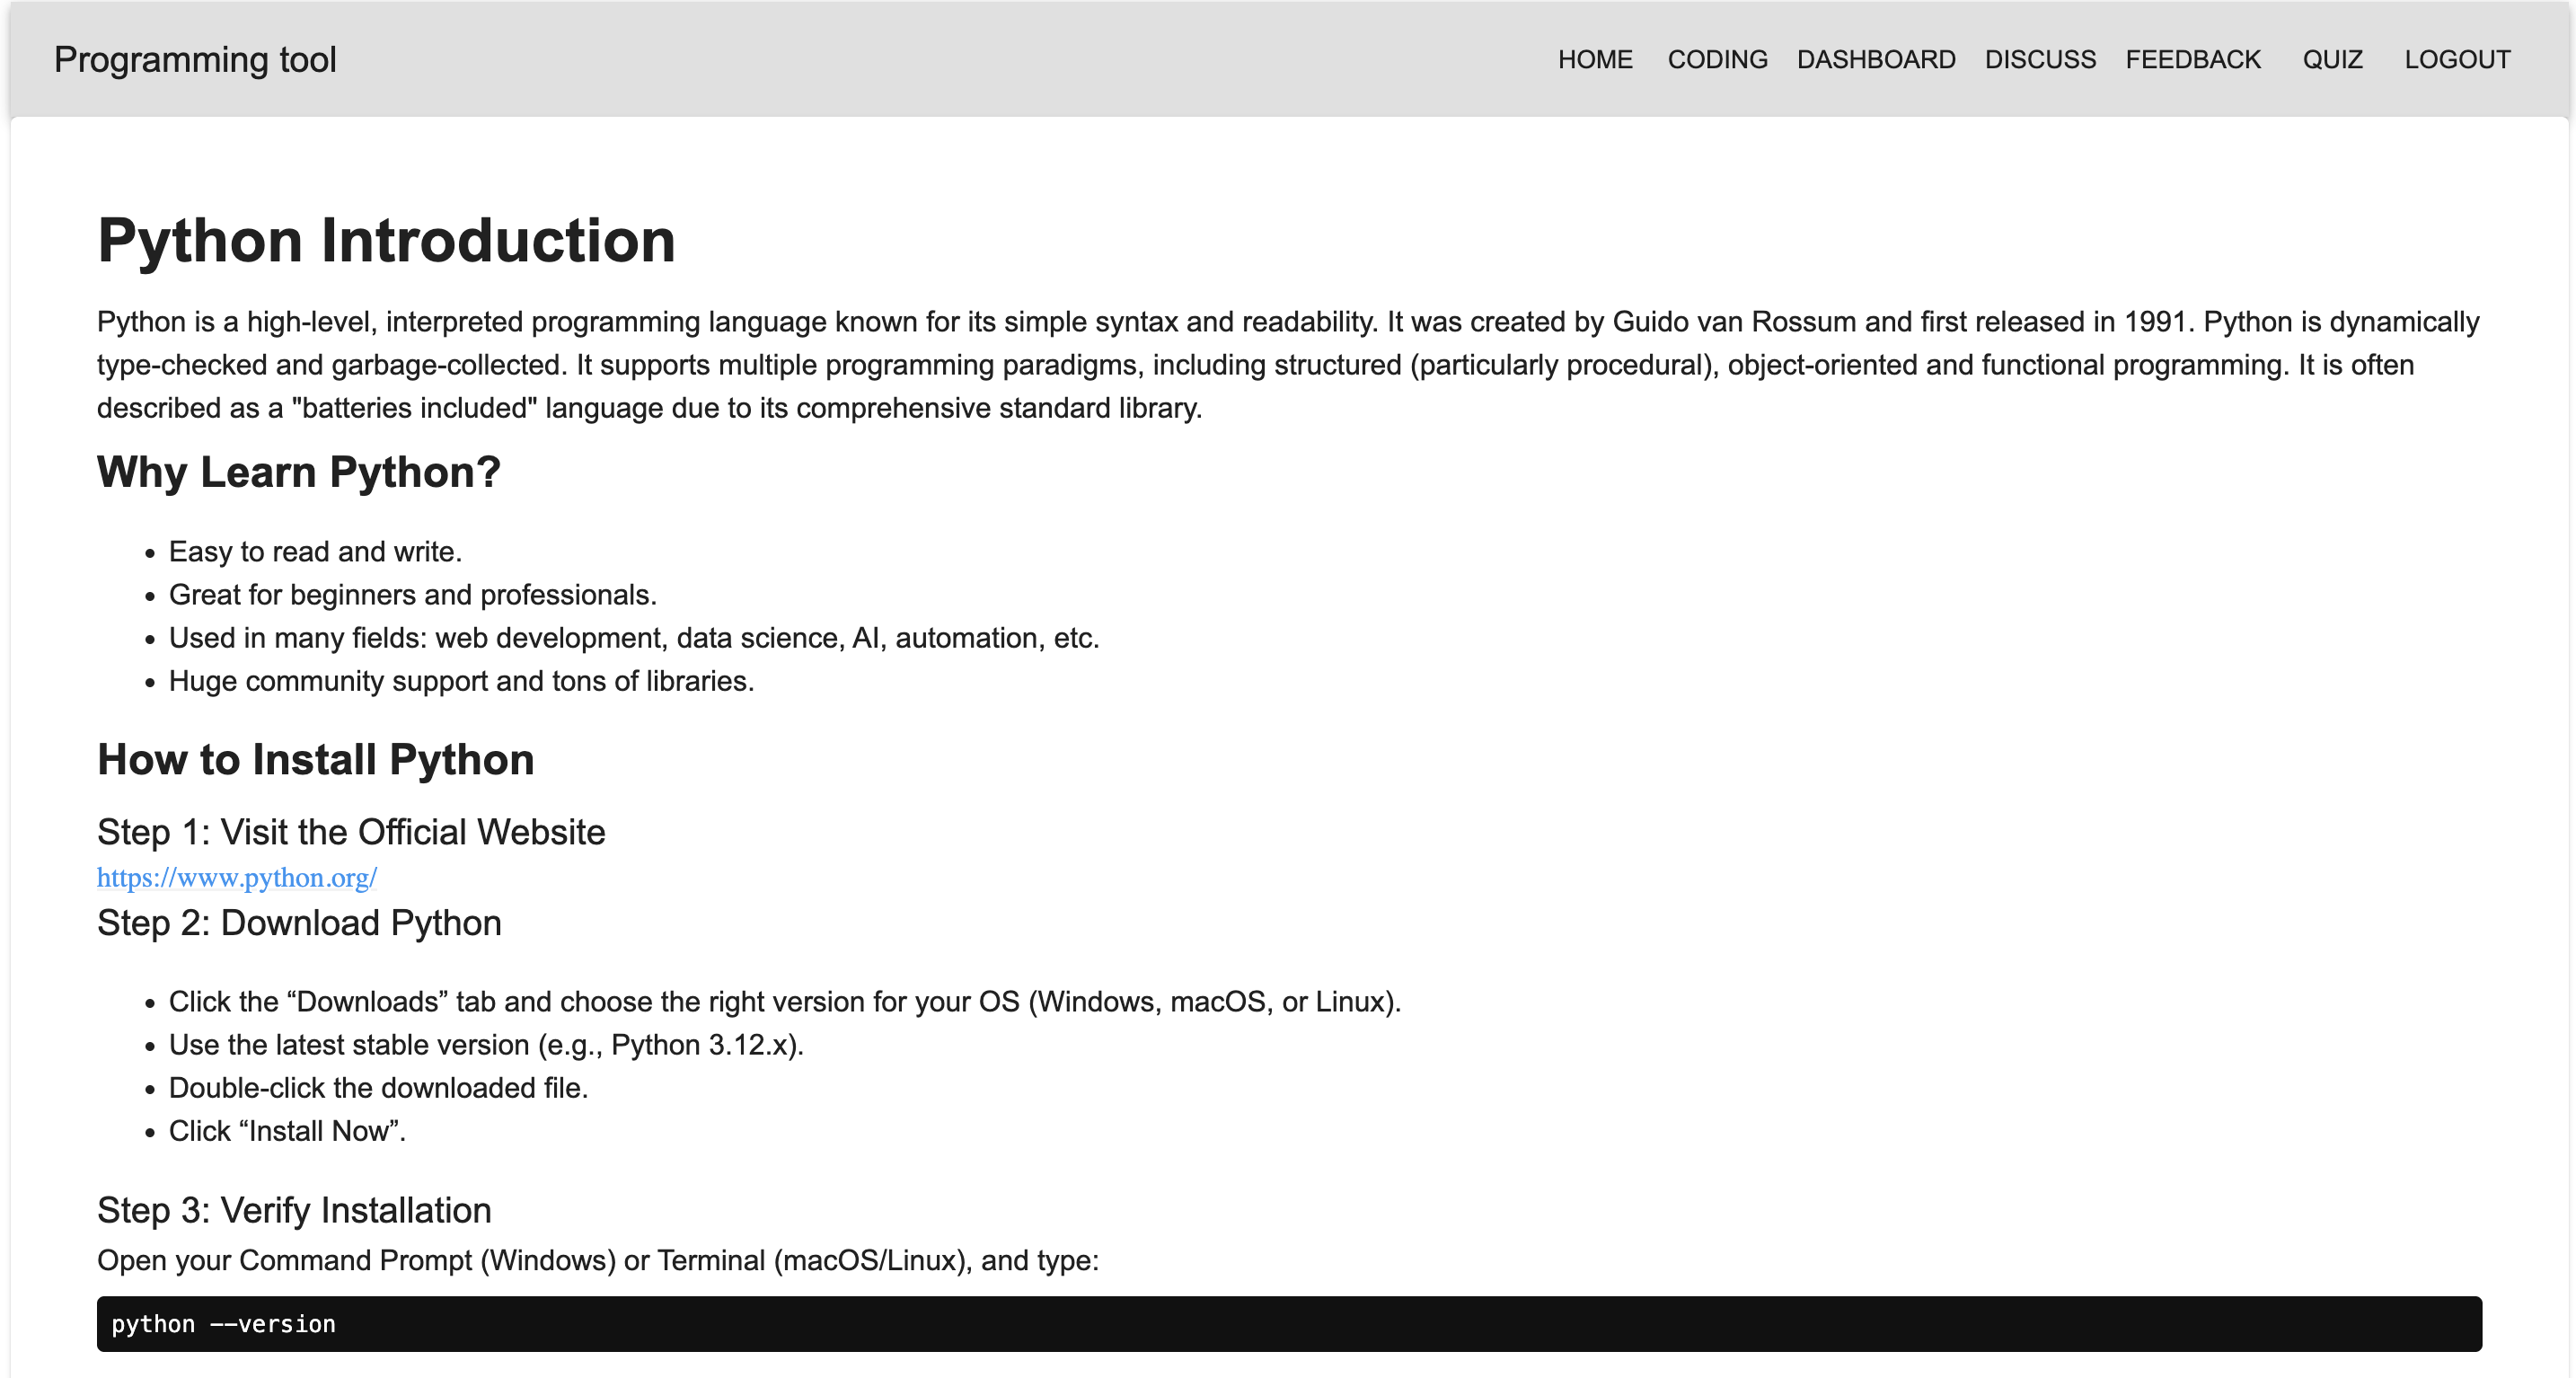 Programming tool
HOME CODING DASHBOARD DISCUSS FEEDBACK QUIZ LOGOUT
Python Introduction
Python is a high-level, interpreted programming language known for its simple syntax and readability. It was created by Guido van Rossum and first released in 1991. Python is dynamically
type-checked and garbage-collected. It supports multiple programming paradigms, including structured (particularly procedural), object-oriented and functional programming. It is often
described as a "batteries included" language due to its comprehensive standard library.
Why Learn Python?
• Easy to read and write.
• Great for beginners and professionals.
• Used in many fields: web development, data science, AI, automation, etc.
• Huge community support and tons of libraries.
How to Install Python
Step 1: Visit the Official Website
https://www.python.org/
Step 2: Download Python
• Click the “Downloads” tab and choose the right version for your OS (Windows, macOS, or Linux).
• Use the latest stable version (e.g., Python 3.12.x).
• Double-click the downloaded file.
• Click “Install Now”.
Step 3: Verify Installation
Open your Command Prompt (Windows) or Terminal (macOS/Linux), and type:
python --version